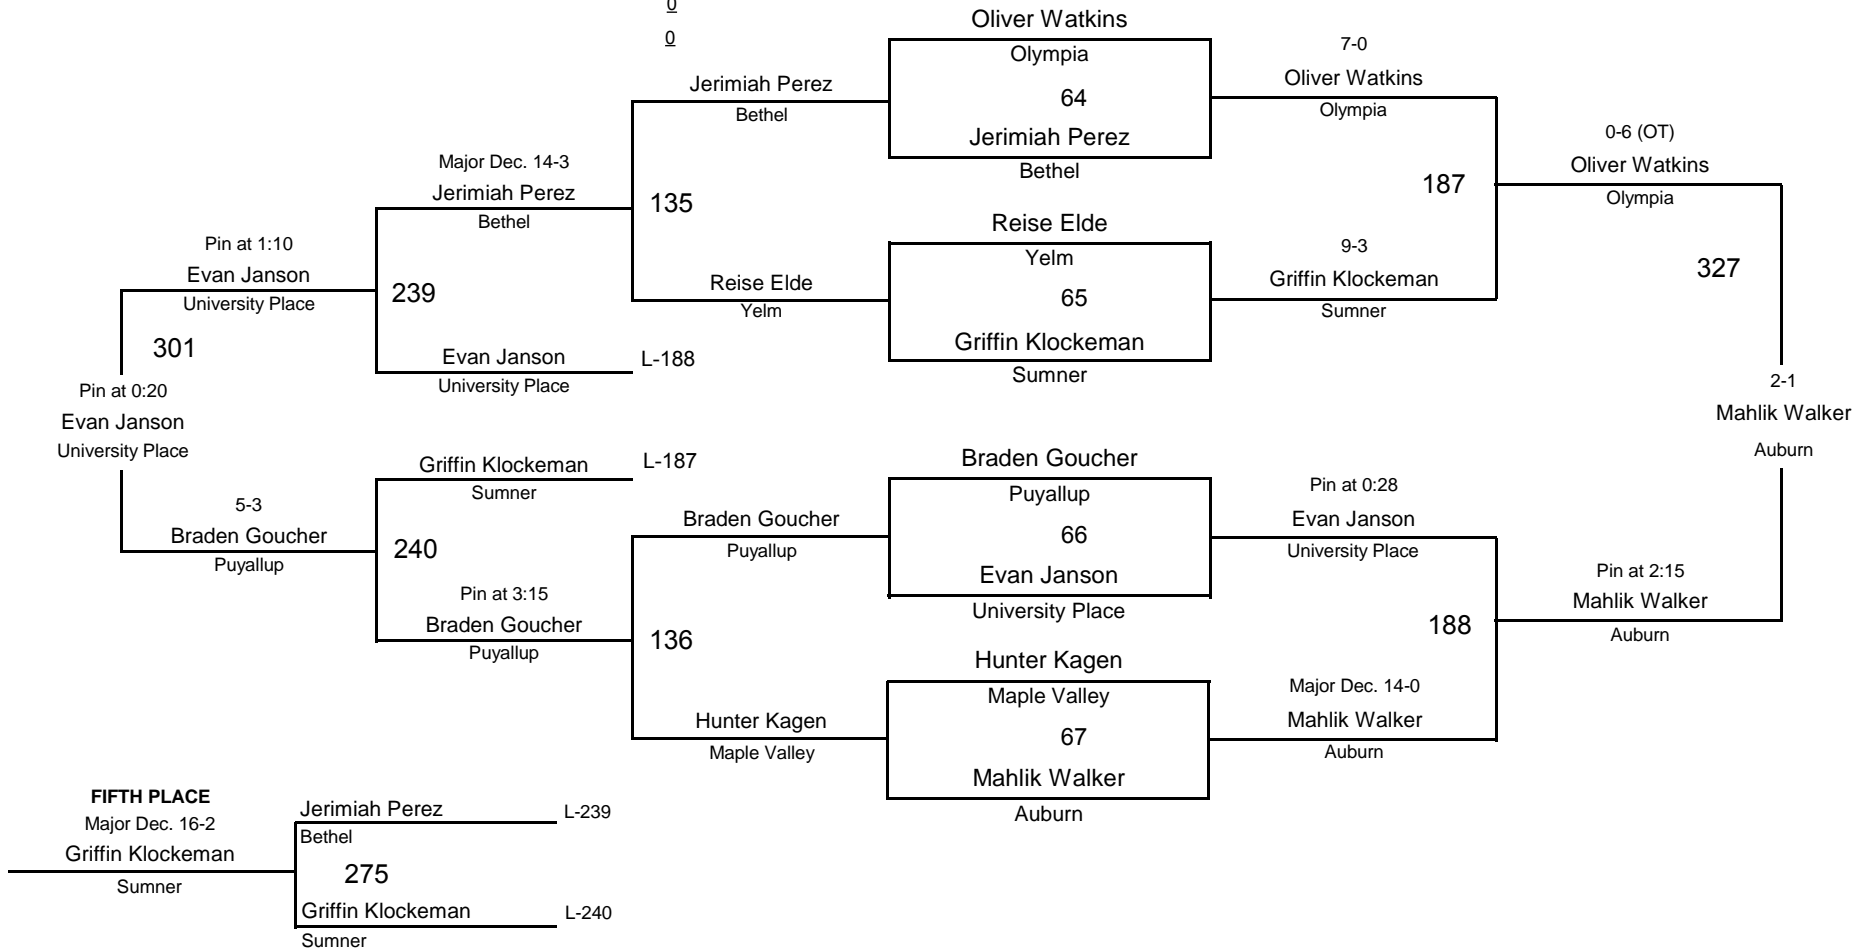 0
0
Oliver Watkins
Olympia
64
Jerimiah Perez
Bethel
7-0
Oliver Watkins
Olympia
Jerimiah Perez
Bethel
0-6 (OT)
Oliver Watkins
Olympia
Major Dec. 14-3
Jerimiah Perez
Bethel
135
187
Reise Elde
Yelm
65
Griffin Klockeman
Sumner
9-3
Griffin Klockeman
Sumner
Reise Elde
Yelm
327
Pin at 1:10
Evan Janson
University Place
239
Evan Janson
University Place
L-188
301
Pin at 0:20
Evan Janson
University Place
2-1
Mahlik Walker
Auburn
Griffin Klockeman
Sumner
L-187
Braden Goucher
Puyallup
66
Evan Janson
University Place
Pin at 0:28
Evan Janson
University Place
5-3
Braden Goucher
Puyallup
240
Braden Goucher
Puyallup
Pin at 3:15
Braden Goucher
Puyallup
136
188
Pin at 2:15
Mahlik Walker
Auburn
Hunter Kagen
Maple Valley
67
Mahlik Walker
Auburn
Major Dec. 14-0
Mahlik Walker
Auburn
Hunter Kagen
Maple Valley
FIFTH PLACE
Major Dec. 16-2
Griffin Klockeman
Sumner
Jerimiah Perez
Bethel
L-239
275
Griffin Klockeman
Sumner
L-240